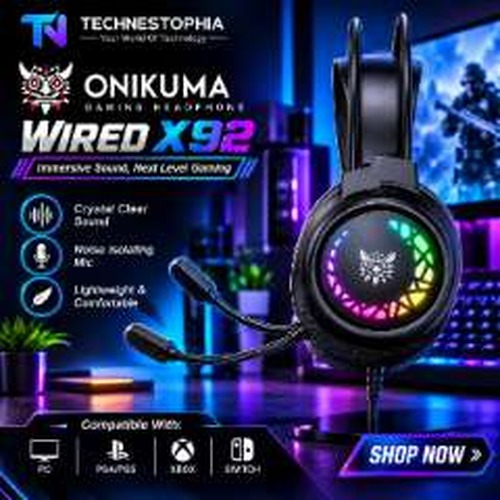 TECHNESTOPHIA
Your World Of Technology
ONIKUMA
GAMING HEADPHONE
WIRED X92
Immersive Sound, Next Level Gaming
Crystal Clear
Sound
Noise Isolating
Mic
Lightweight &
Comfortable
Compatible With:
PC
PS4/PS5
XBOX
SWITCH
SHOP NOW »